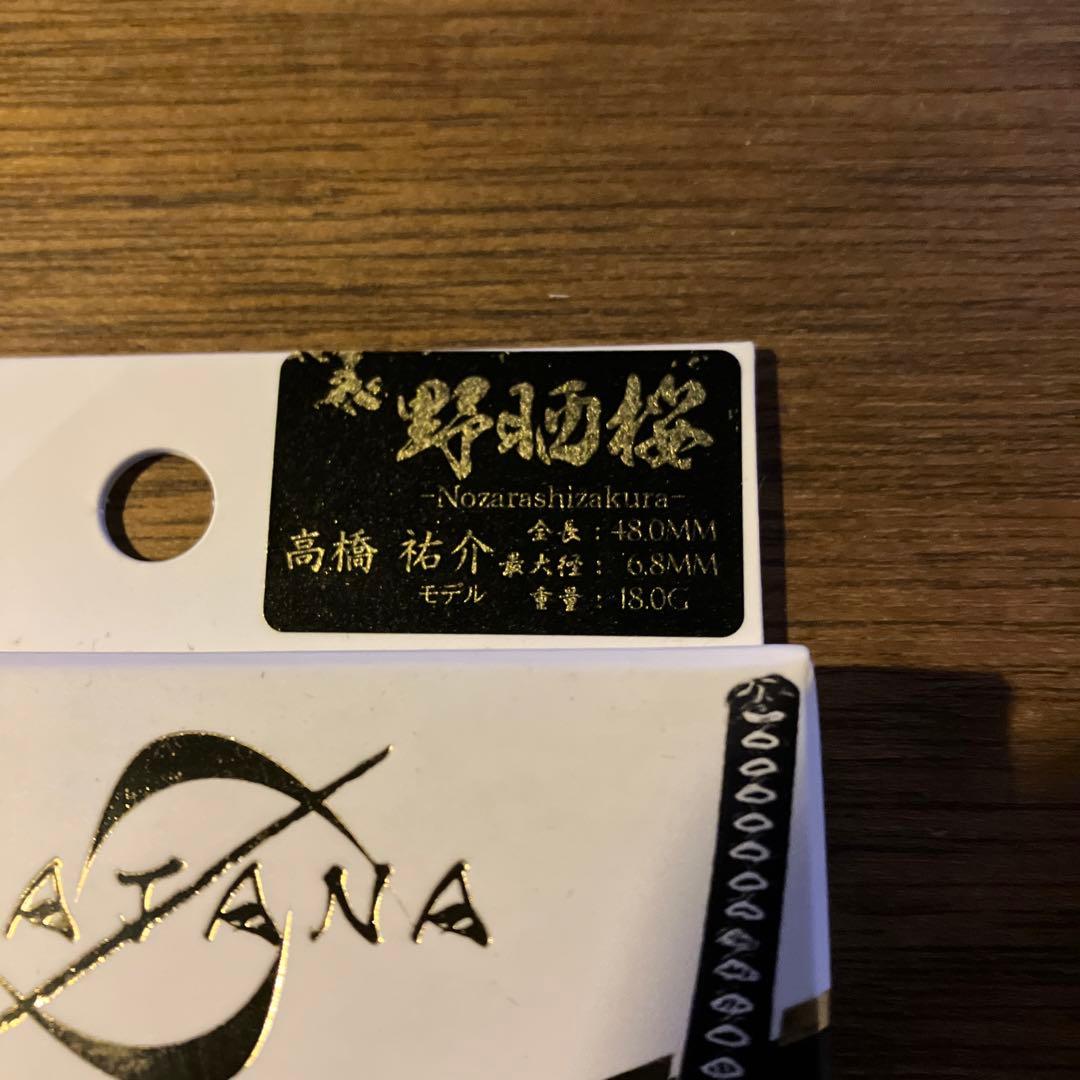 野晒桜
-Nozarashizakura-
高橋 祐介
モデル
全長：48.0MM
最大径：6.8MM
重量：18.0G
ATANA